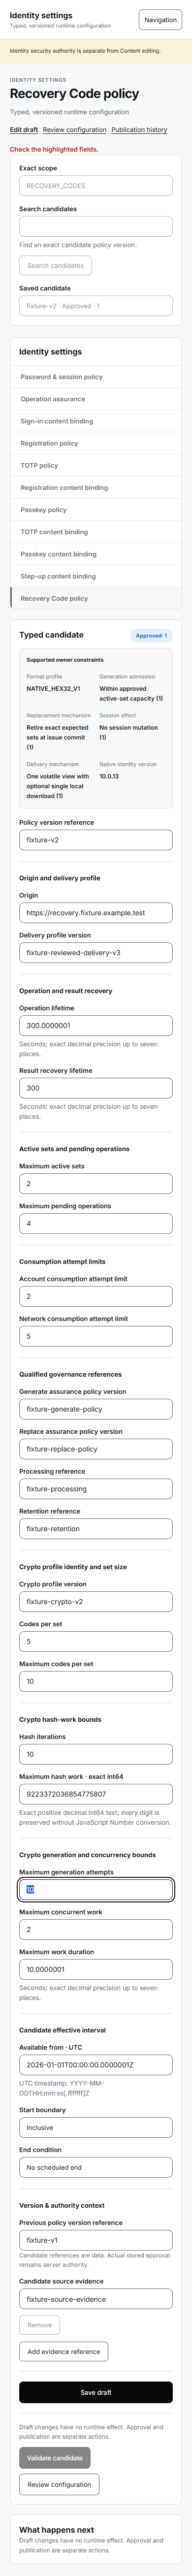 Identity settings
Typed, versioned runtime configuration
Navigation
Identity security authority is separate from Content editing.
IDENTITY SETTINGS
Recovery Code policy
Typed, versioned runtime configuration
Edit draft Review configuration Publication history
Check the highlighted fields.
Exact scope
RECOVERY_CODES
Search candidates
Find an exact candidate policy version.
Search candidates
Saved candidate
fixture-v2 · Approved · 1
Identity settings
Password & session policy
Operation assurance
Sign-in content binding
Registration policy
TOTP policy
Registration content binding
Passkey policy
TOTP content binding
Passkey content binding
Step-up content binding
Recovery Code policy
Typed candidate
Approved· 1
Supported owner constraints
Format profile
NATIVE_HEX32_V1
Generation admission
Within approved
active-set capacity (1)
Replacement mechanism
Retire exact expected
sets at issue commit
(1)
Session effect
No session mutation
(1)
Delivery mechanism
One volatile view with
optional single local
download (1)
Native Identity version
10.0.13
Policy version reference
fixture-v2
Origin and delivery profile
Origin
https://recovery.fixture.example.test
Delivery profile version
fixture-reviewed-delivery-v3
Operation and result recovery
Operation lifetime
300.0000001
Seconds; exact decimal precision up to seven
places.
Result recovery lifetime
300
Seconds; exact decimal precision up to seven
places.
Active sets and pending operations
Maximum active sets
2
Maximum pending operations
4
Consumption attempt limits
Account consumption attempt limit
2
Network consumption attempt limit
5
Qualified governance references
Generate assurance policy version
fixture-generate-policy
Replace assurance policy version
fixture-replace-policy
Processing reference
fixture-processing
Retention reference
fixture-retention
Crypto profile identity and set size
Crypto profile version
fixture-crypto-v2
Codes per set
5
Maximum codes per set
10
Crypto hash-work bounds
Hash iterations
10
Maximum hash work · exact Int64
9223372036854775807
Exact positive decimal Int64 text; every digit is
preserved without JavaScript Number conversion.
Crypto generation and concurrency bounds
Maximum generation attempts
10
Maximum concurrent work
2
Maximum work duration
10.0000001
Seconds; exact decimal precision up to seven
places.
Candidate effective interval
Available from · UTC
2026-01-01T00:00:00.0000001Z
UTC timestamp: YYYY-MM-
DDTHH:mm:ss[.fffffff]Z
Start boundary
Inclusive
End condition
No scheduled end
Version & authority context
Previous policy version reference
fixture-v1
Candidate references are data. Actual stored approval
remains server authority.
Candidate source evidence
fixture-source-evidence
Remove
Add evidence reference
Save draft
Draft changes have no runtime effect. Approval and
publication are separate actions.
Validate candidate
Review configuration
What happens next
Draft changes have no runtime effect. Approval and
publication are separate actions.